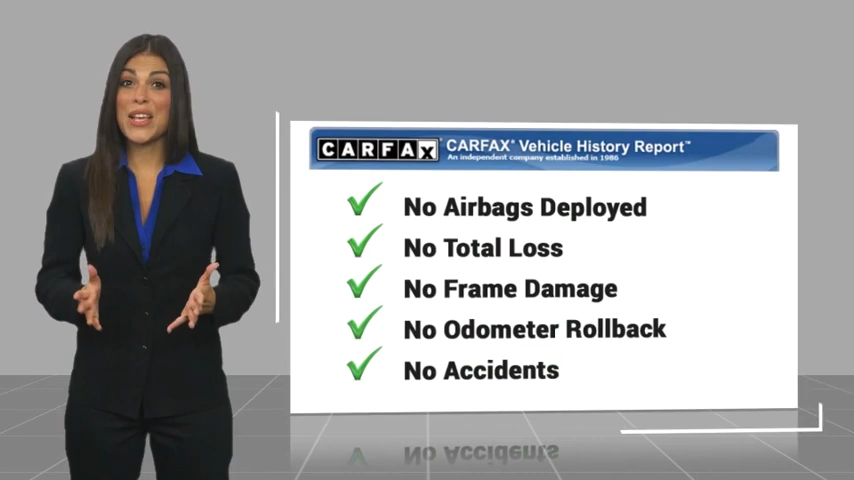 CARFAX
CARFAX® Vehicle History Report™
An independent company established in 1986
No Airbags Deployed
No Total Loss
No Frame Damage
No Odometer Rollback
No Accidents
No Accidents